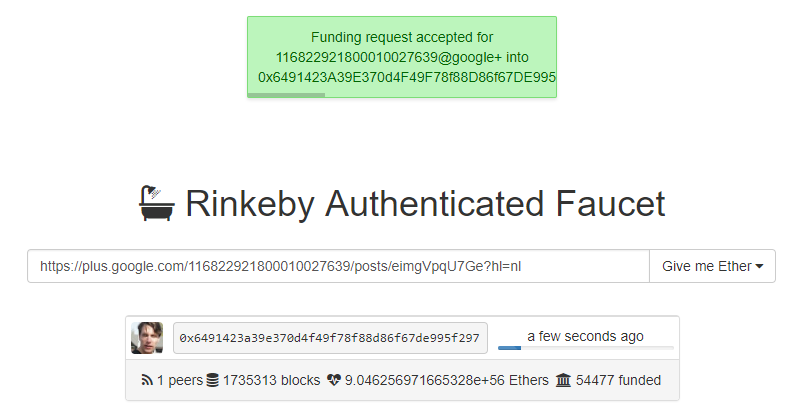 Funding request accepted for
116822921800010027639@google+ into
0x6491423A39E370d4F49F78f88D86f67DE995
Rinkeby Authenticated Faucet
https://plus.google.com/116822921800010027639/posts/eimgVpqU7Ge?hl=nl Give me Ether
0x6491423a39e370d4f49f78f88d86f67de995f297 a few seconds ago
1 peers 1735313 blocks 9.046256971665328e+56 Ethers 54477 funded